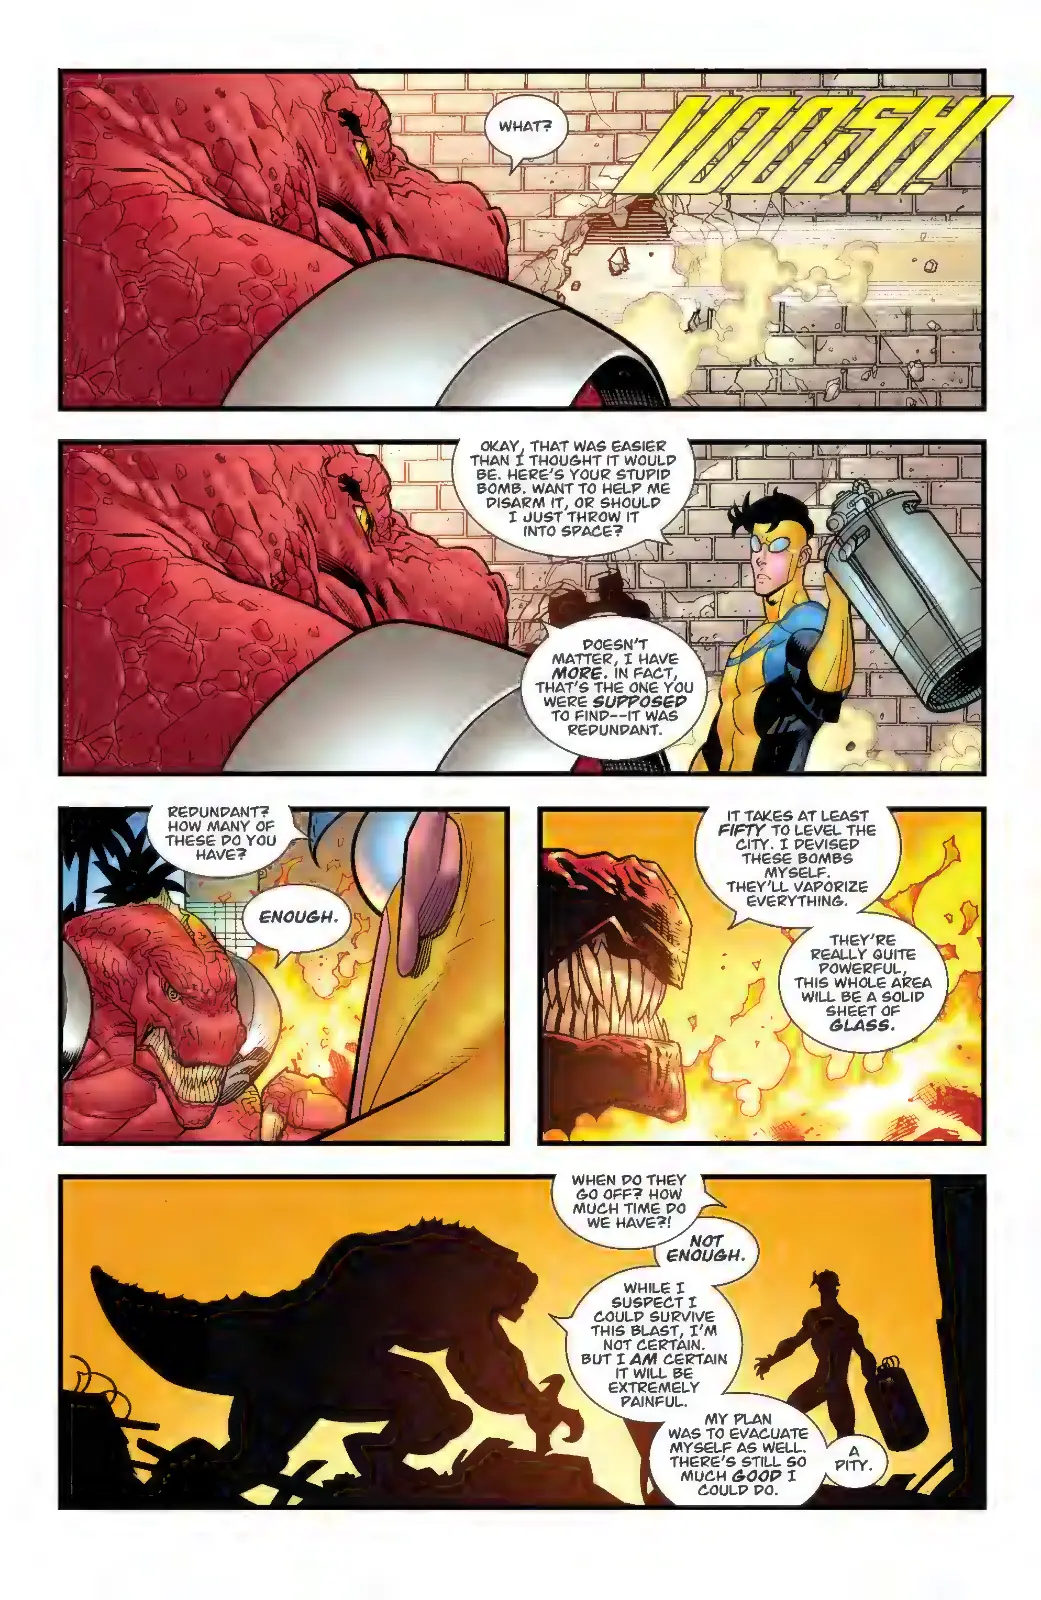 WHAT?
VOOSH!
OKAY, THAT WAS EASIER
THAN I THOUGHT IT WOULD
BE. HERE'S YOUR STUPID
BOMB. WANT TO HELP ME
DISARM IT, OR SHOULD
I JUST THROW IT
INTO SPACE?
DOESN'T
MATTER, I HAVE
MORE. IN FACT,
THAT'S THE ONE YOU
WERE SUPPOSED
TO FIND--IT WAS
REDUNDANT.
REDUNDANT?
HOW MANY OF
THESE DO YOU
HAVE?
ENOUGH.
IT TAKES AT LEAST
FIFTY TO LEVEL THE
CITY. I DEVISED
THESE BOMBS
MYSELF.
THEY'LL VAPORIZE
EVERYTHING.
THEY'RE
REALLY QUITE
POWERFUL,
THIS WHOLE AREA
WILL BE A SOLID
SHEET OF
GLASS.
WHEN DO THEY
GO OFF? HOW
MUCH TIME DO
WE HAVE?!
NOT
ENOUGH.
WHILE I
SUSPECT I
COULD SURVIVE
THIS BLAST, I'M
NOT CERTAIN.
BUT I AM CERTAIN
IT WILL BE
EXTREMELY
PAINFUL.
MY PLAN
WAS TO EVACUATE
MYSELF AS WELL.
THERE'S STILL SO
MUCH GOOD I
COULD DO.
A
PITY.